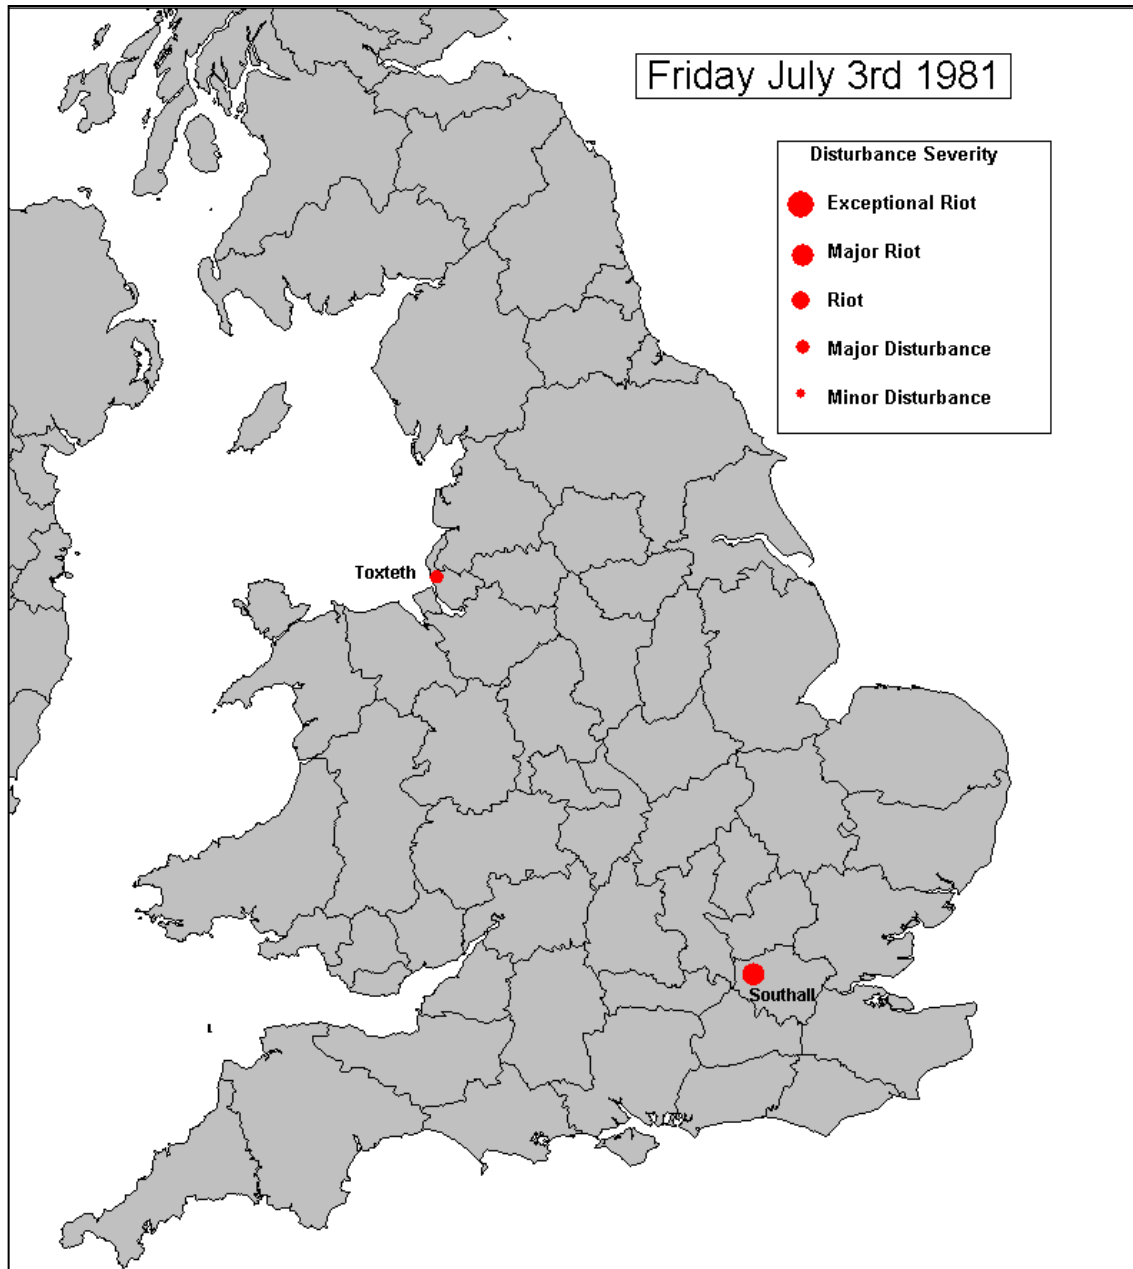 Friday July 3rd 1981
Disturbance Severity
Exceptional Riot
Major Riot
Riot
Major Disturbance
Minor Disturbance
Toxteth
Southall